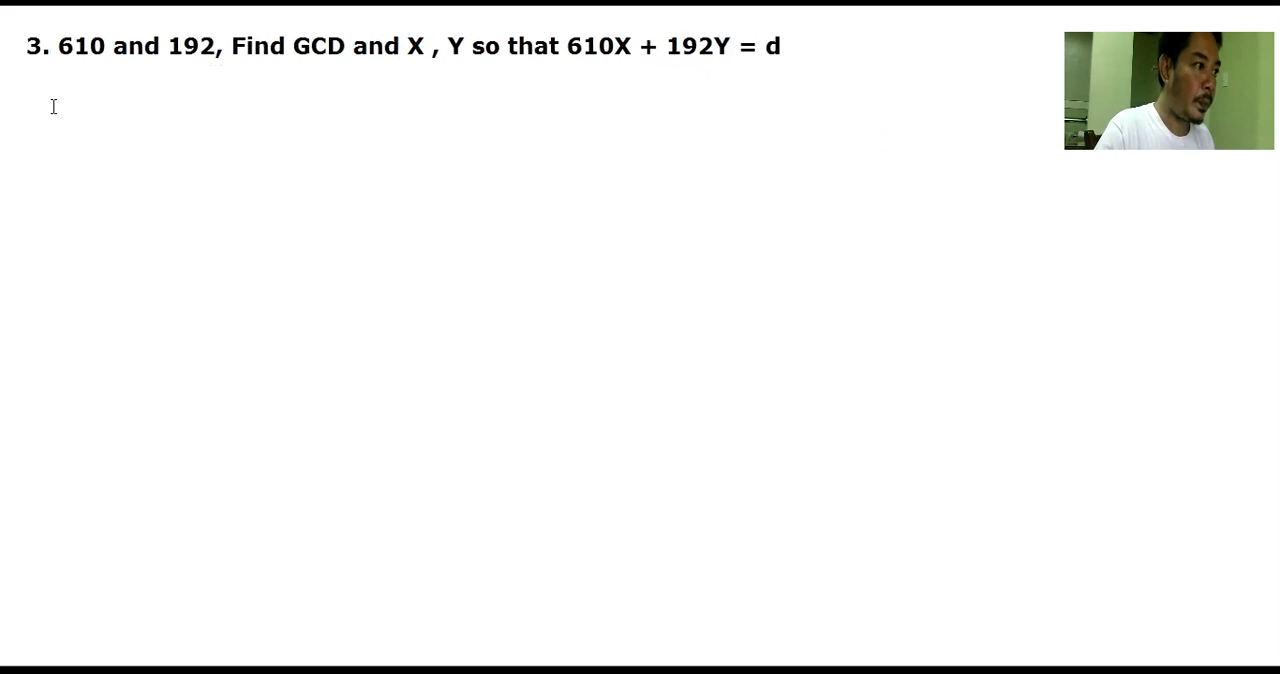 3. 610 and 192, Find GCD and X , Y so that 610X + 192Y = d